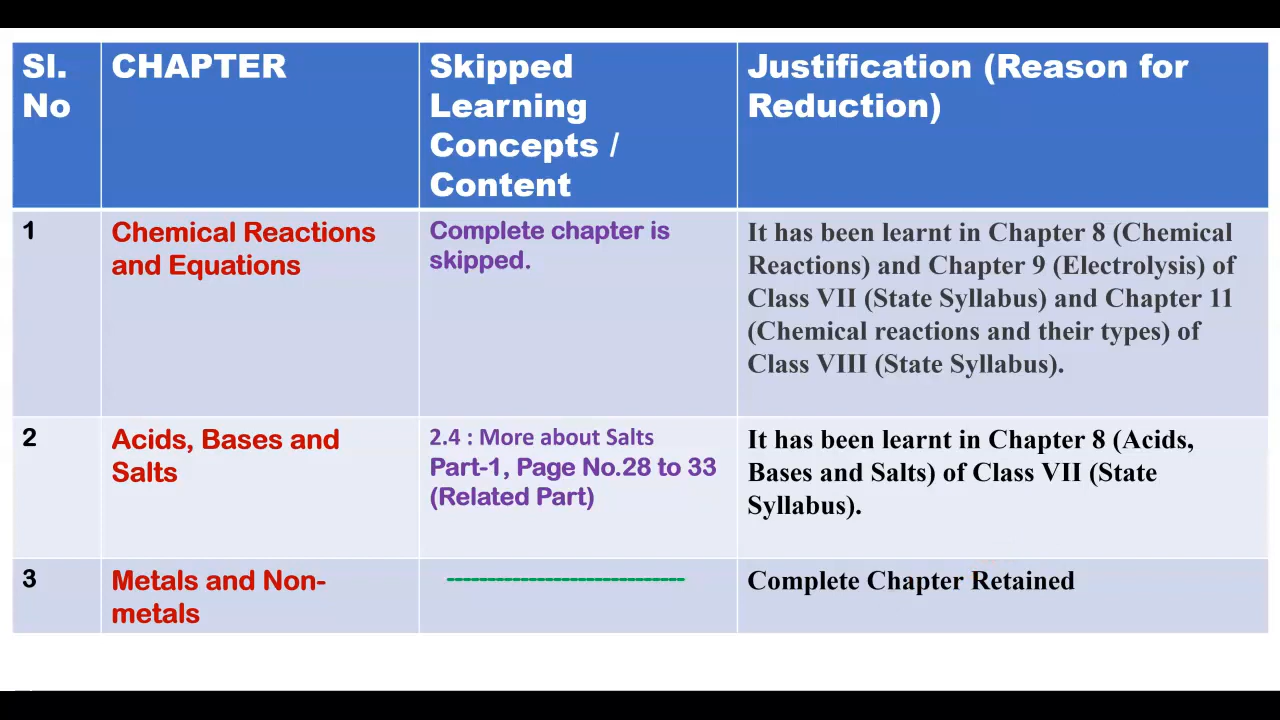 Sl. No
CHAPTER
Skipped Learning Concepts / Content
Justification (Reason for Reduction)
1
Chemical Reactions
and Equations
Complete chapter is
skipped.
It has been learnt in Chapter 8 (Chemical
Reactions) and Chapter 9 (Electrolysis) of
Class VII (State Syllabus) and Chapter 11
(Chemical reactions and their types) of
Class VIII (State Syllabus).
2
Acids, Bases and
Salts
2.4 : More about Salts
Part-1, Page No.28 to 33
(Related Part)
It has been learnt in Chapter 8 (Acids,
Bases and Salts) of Class VII (State
Syllabus).
3
Metals and Non-
metals
-----------------------------
Complete Chapter Retained